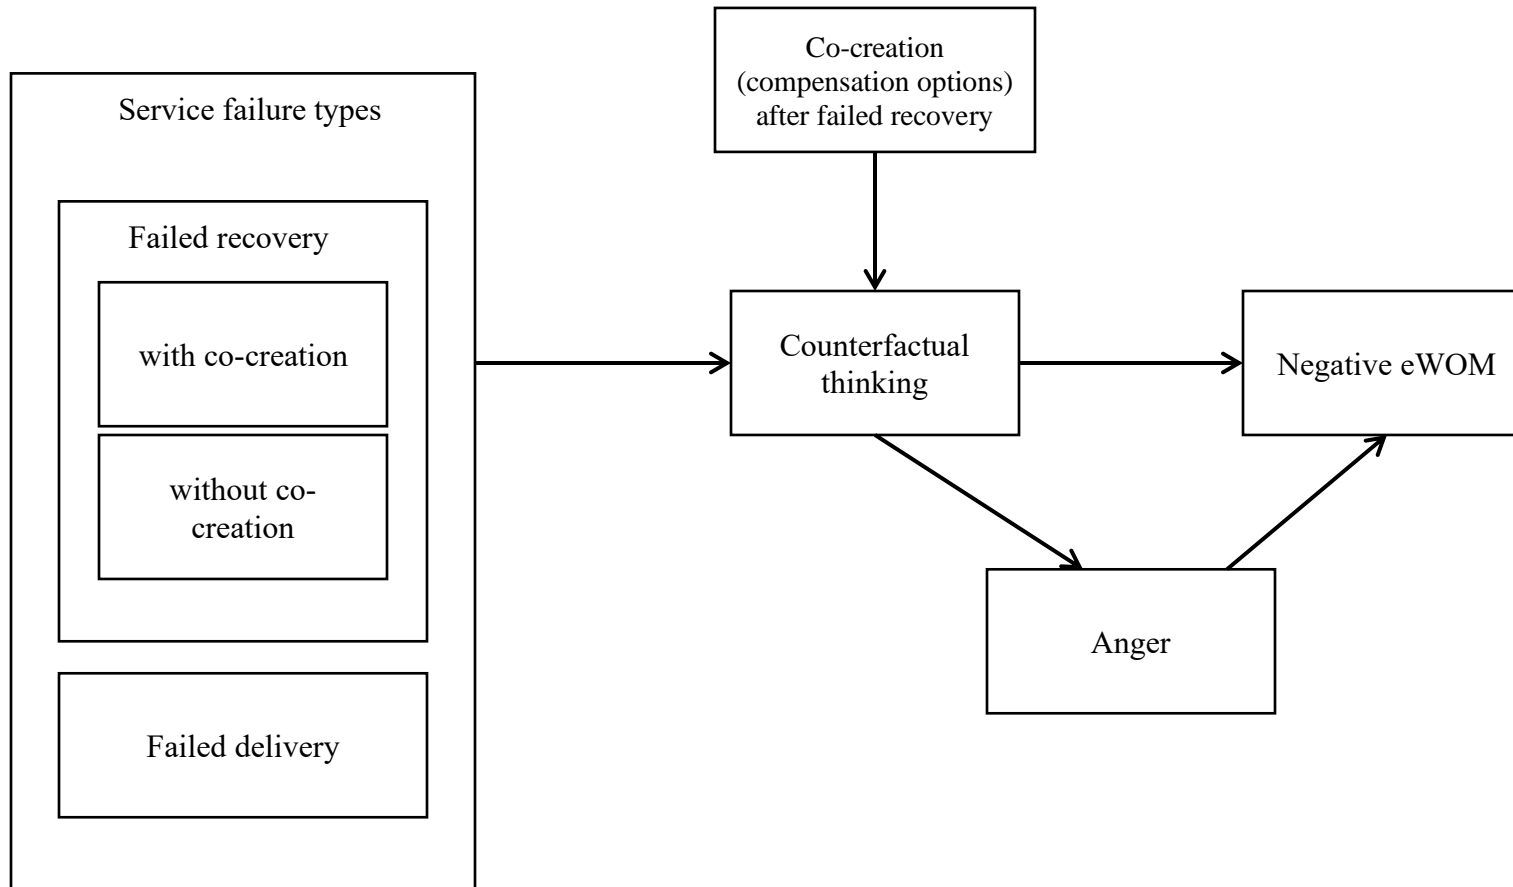 Co-creation
(compensation options)
after failed recovery
Service failure types
Failed recovery
with co-creation
without co-
creation
Failed delivery
Counterfactual
thinking
Negative eWOM
Anger